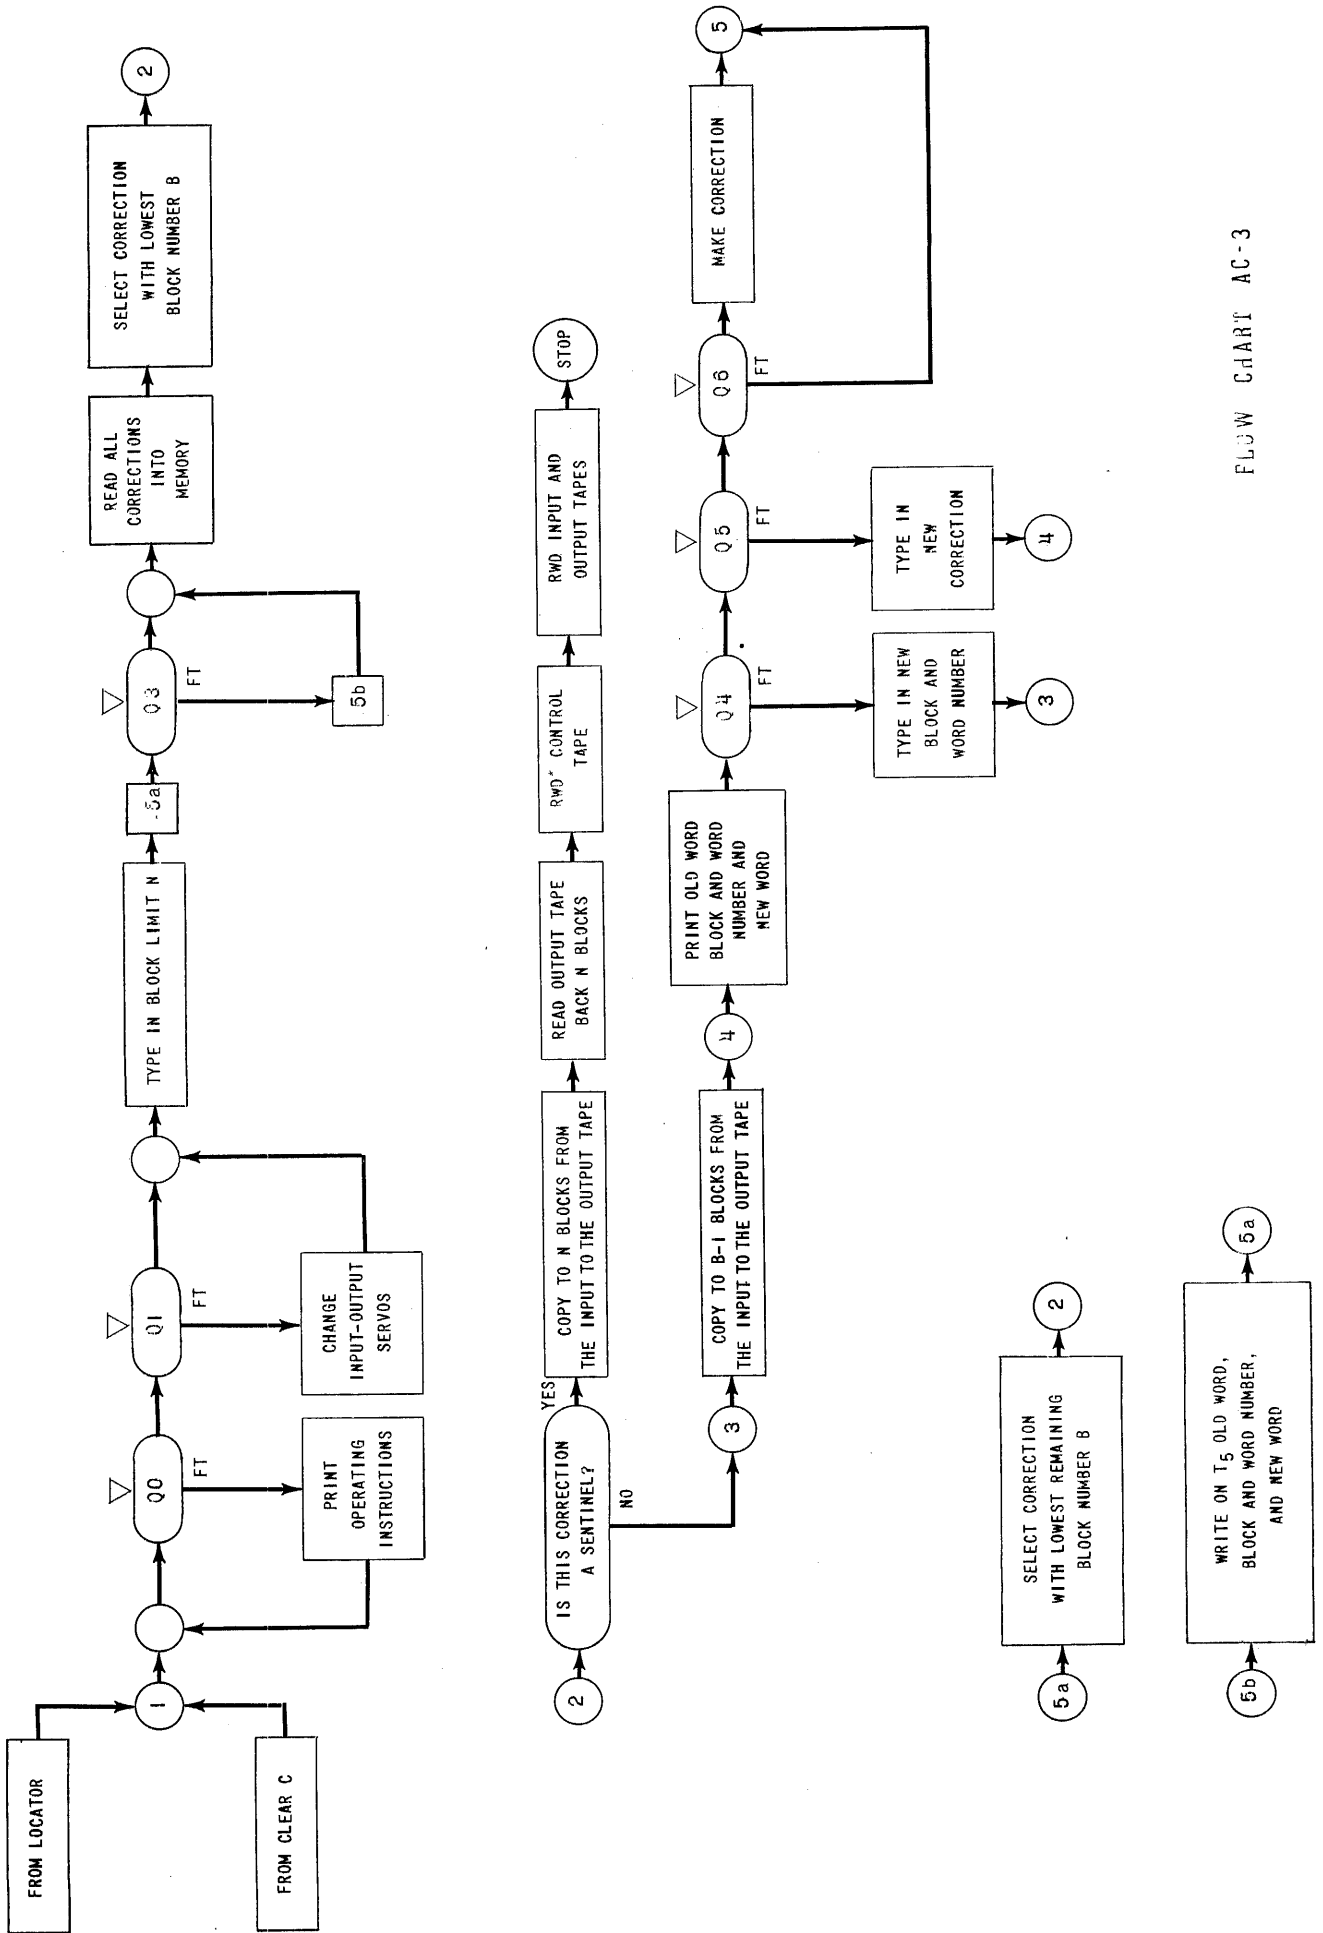 FROM LOCATOR
FROM CLEAR C
1
Q0
FT
PRINT
OPERATING
INSTRUCTIONS
Q1
FT
CHANGE
INPUT-OUTPUT
SERVOS
TYPE IN BLOCK LIMIT N
5a
Q3
FT
5b
READ ALL
CORRECTIONS
INTO
MEMORY
SELECT CORRECTION
WITH LOWEST
BLOCK NUMBER B
2
2
IS THIS CORRECTION
A SENTINEL?
YES
NO
COPY TO N BLOCKS FROM
THE INPUT TO THE OUTPUT TAPE
READ OUTPUT TAPE
BACK N BLOCKS
RWD* CONTROL
TAPE
RWD INPUT AND
OUTPUT TAPES
STOP
3
COPY TO B-1 BLOCKS FROM
THE INPUT TO THE OUTPUT TAPE
4
PRINT OLD WORD
BLOCK AND WORD
NUMBER AND
NEW WORD
Q4
FT
TYPE IN NEW
BLOCK AND
WORD NUMBER
3
Q5
FT
TYPE IN
NEW
CORRECTION
4
Q6
FT
MAKE CORRECTION
5
5a
SELECT CORRECTION
WITH LOWEST REMAINING
BLOCK NUMBER B
2
5b
WRITE ON T5 OLD WORD,
BLOCK AND WORD NUMBER,
AND NEW WORD
5a
FLOW CHART AC-3